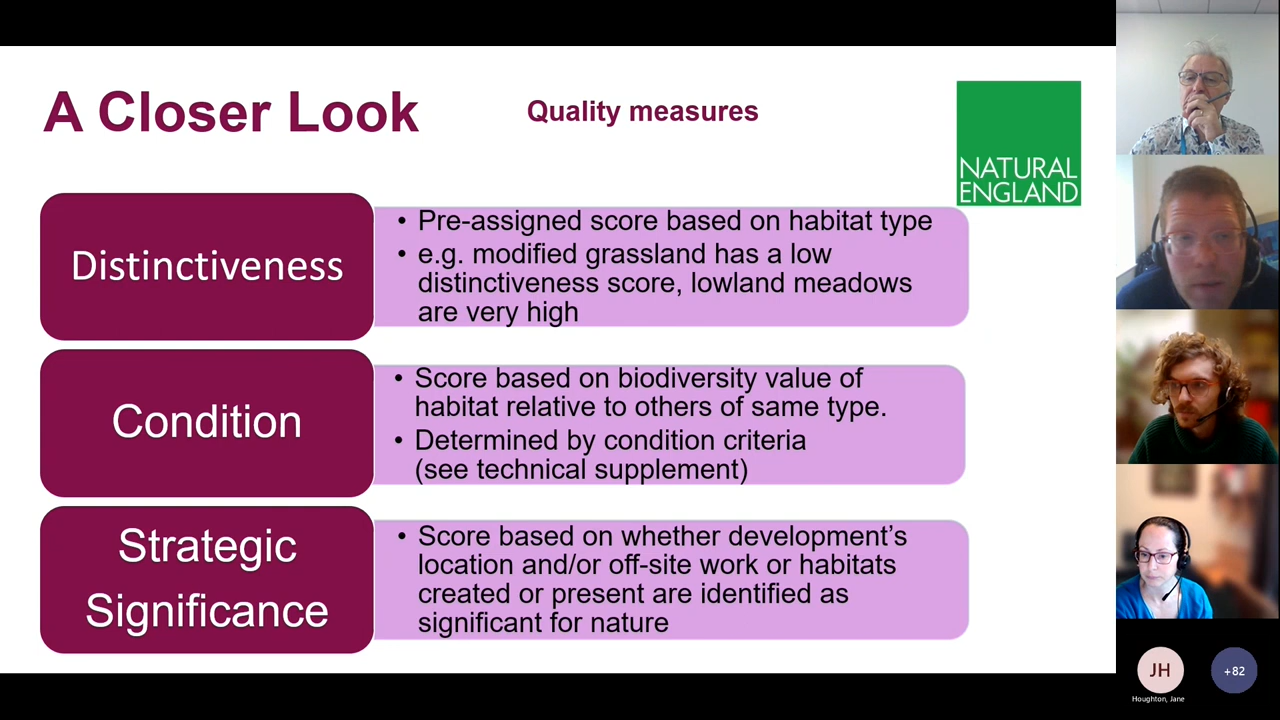 A Closer Look
Quality measures
NATURAL
ENGLAND
Distinctiveness
• Pre-assigned score based on habitat type
• e.g. modified grassland has a low
distinctiveness score, lowland meadows
are very high
Condition
• Score based on biodiversity value of
habitat relative to others of same type.
• Determined by condition criteria
(see technical supplement)
Strategic
Significance
• Score based on whether development’s
location and/or off-site work or habitats
created or present are identified as
significant for nature
JH
+82
Houghton, Jane